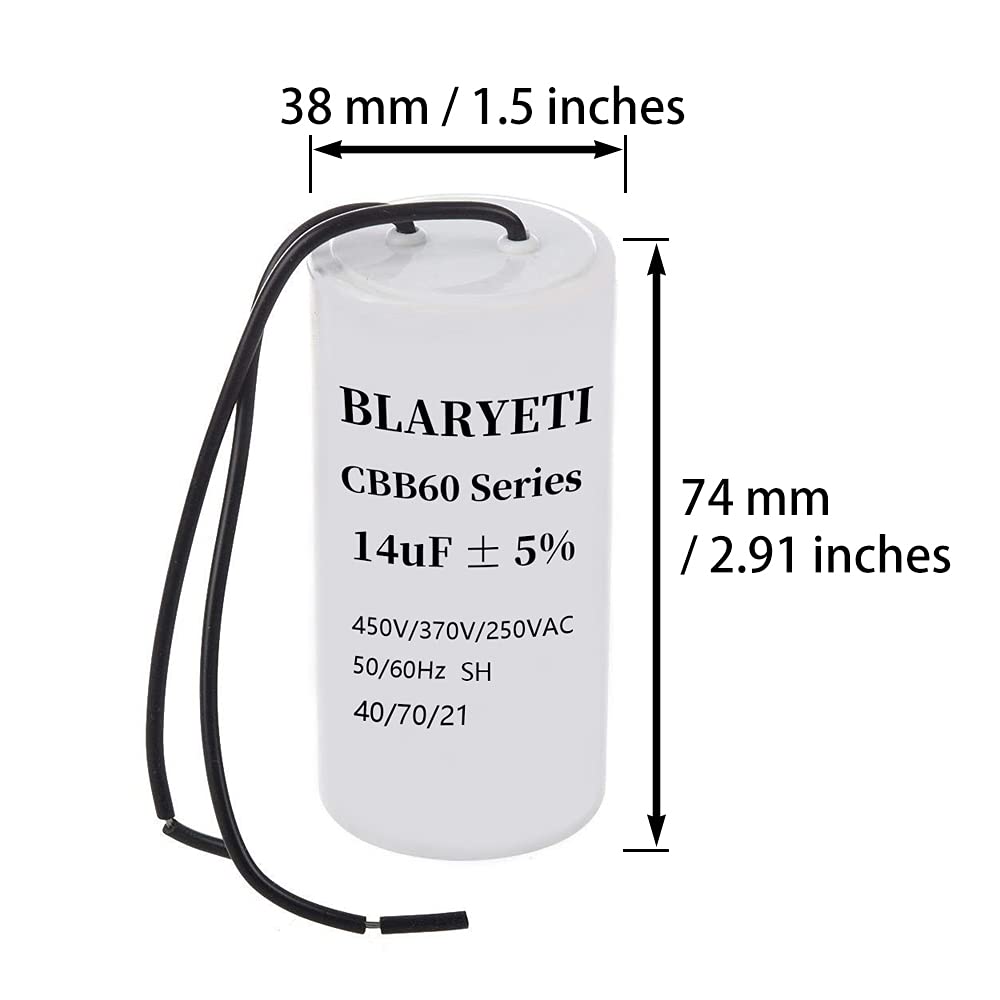 38 mm / 1.5 inches
BLARYETI
CBB60 Series
14uF ± 5%
450V/370V/250VAC
50/60Hz SH
40/70/21
74 mm
/ 2.91 inches